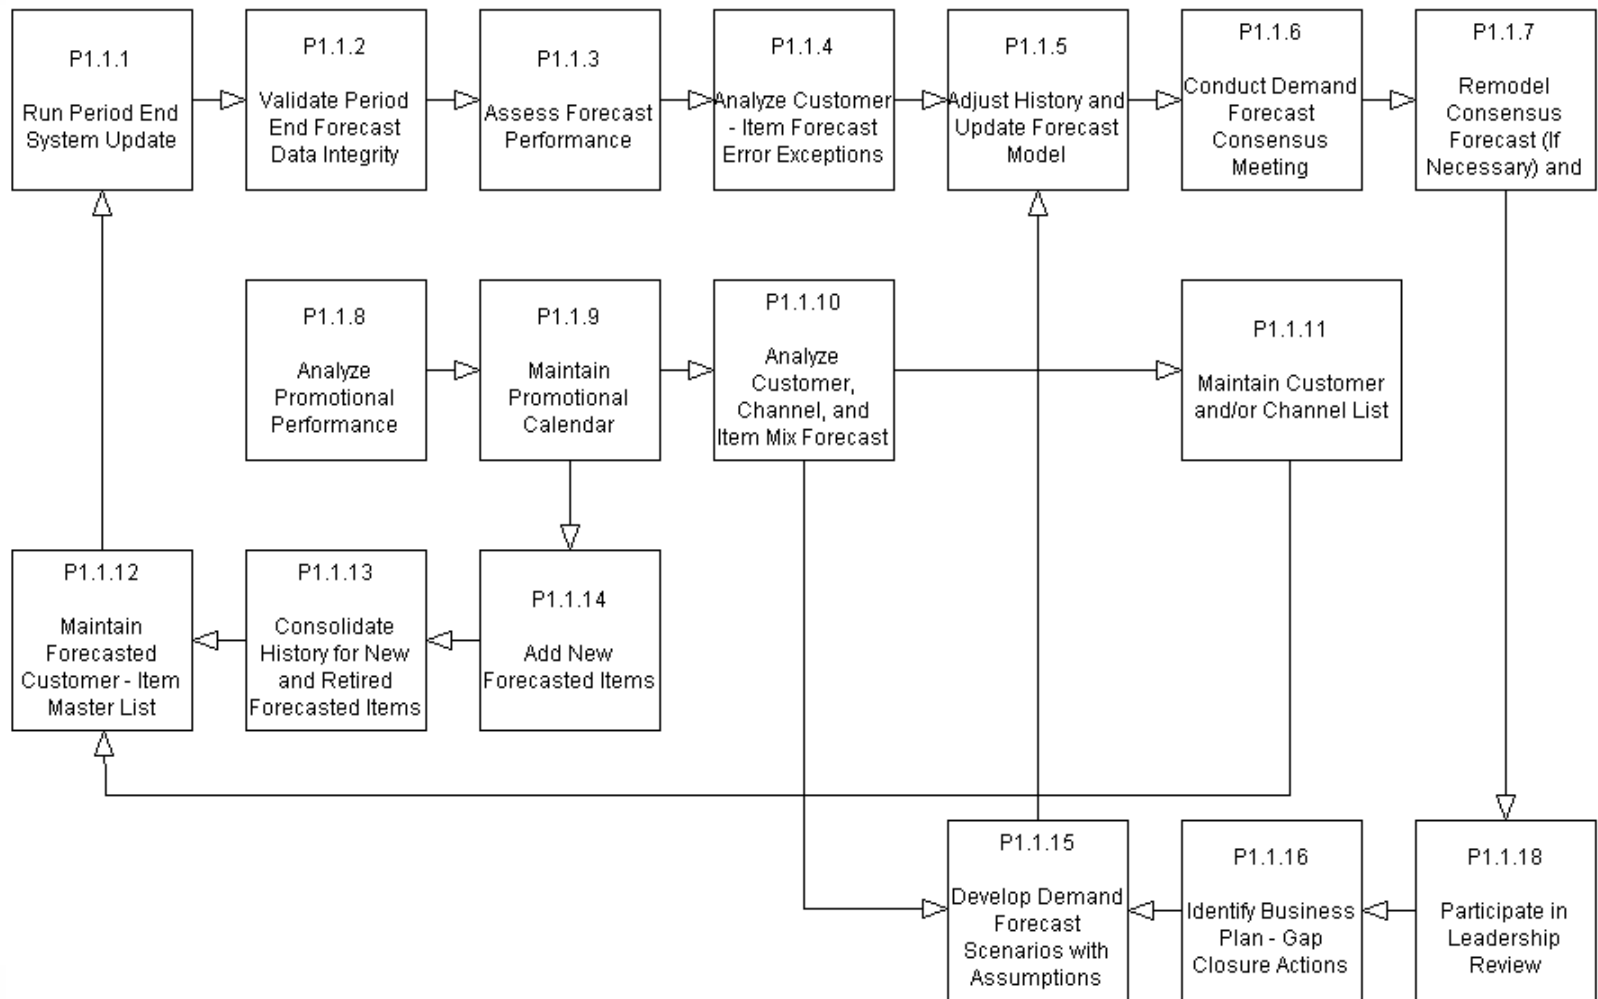 P1.1.1
Run Period End
System Update
P1.1.2
Validate Period
End Forecast
Data Integrity
P1.1.3
Assess Forecast
Performance
P1.1.4
Analyze Customer
- Item Forecast
Error Exceptions
P1.1.5
Adjust History and
Update Forecast
Model
P1.1.6
Conduct Demand
Forecast
Consensus
Meeting
P1.1.7
Remodel
Consensus
Forecast (If
Necessary) and
P1.1.8
Analyze
Promotional
Performance
P1.1.9
Maintain
Promotional
Calendar
P1.1.10
Analyze
Customer,
Channel, and
Item Mix Forecast
P1.1.11
Maintain Customer
and/or Channel List
P1.1.12
Maintain
Forecasted
Customer - Item
Master List
P1.1.13
Consolidate
History for New
and Retired
Forecasted Items
P1.1.14
Add New
Forecasted Items
P1.1.15
Develop Demand
Forecast
Scenarios with
Assumptions
P1.1.16
Identify Business
Plan - Gap
Closure Actions
P1.1.18
Participate in
Leadership
Review